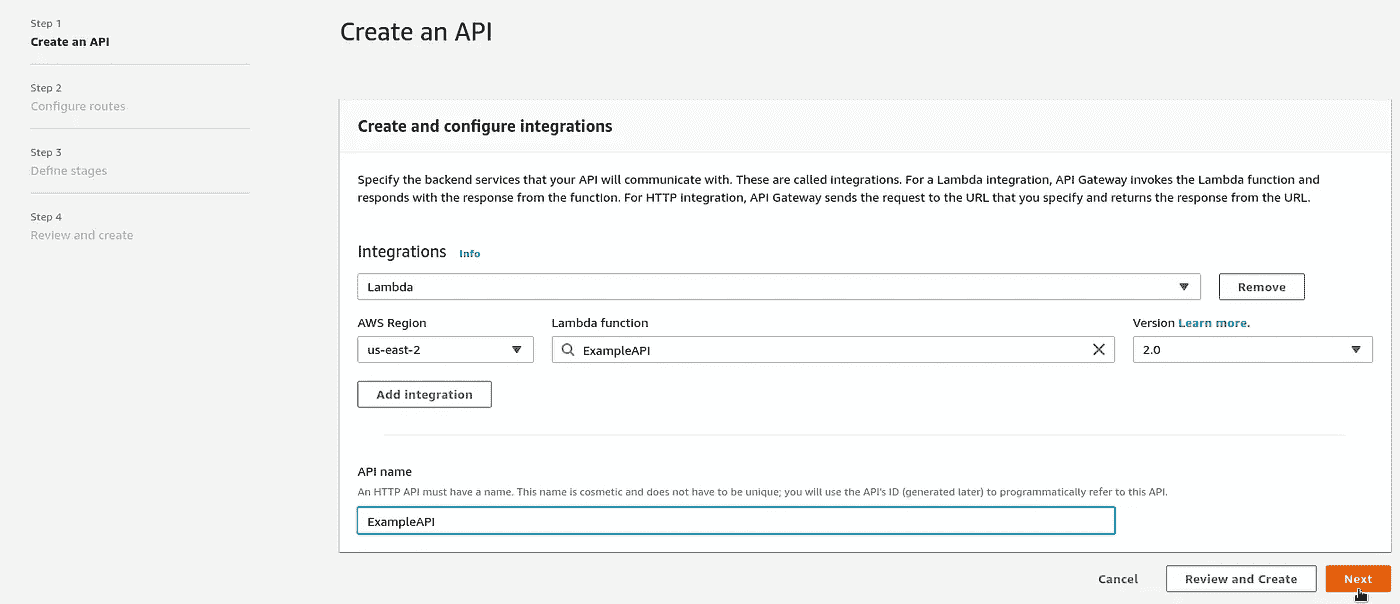 Step 1
Create an API
Step 2
Configure routes
Step 3
Define stages
Step 4
Review and create
Create an API
Create and configure integrations
Specify the backend services that your API will communicate with. These are called integrations. For a Lambda integration, API Gateway invokes the Lambda function and
responds with the response from the function. For HTTP integration, API Gateway sends the request to the URL that you specify and returns the response from the URL.
Integrations Info
Lambda Remove
AWS Region Lambda function Version Learn more.
us-east-2 ExampleAPI 2.0
Add integration
API name
An HTTP API must have a name. This name is cosmetic and does not have to be unique; you will use the API's ID (generated later) to programmatically refer to this API.
ExampleAPI
Cancel Review and Create Next